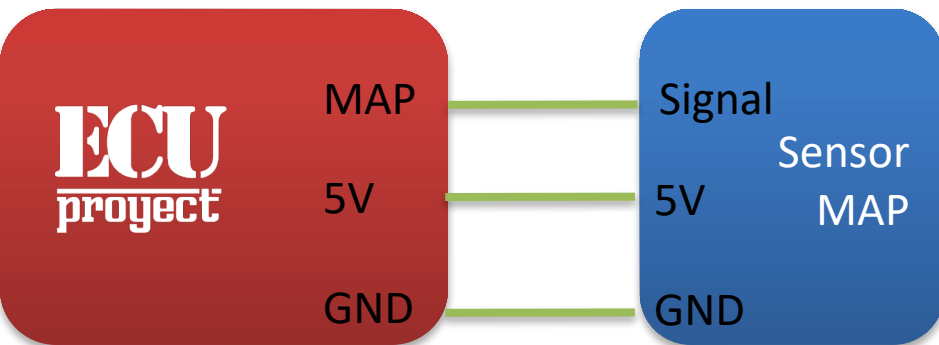 ECU
proyect
MAP
5V
GND
Signal
5V
GND
Sensor
MAP